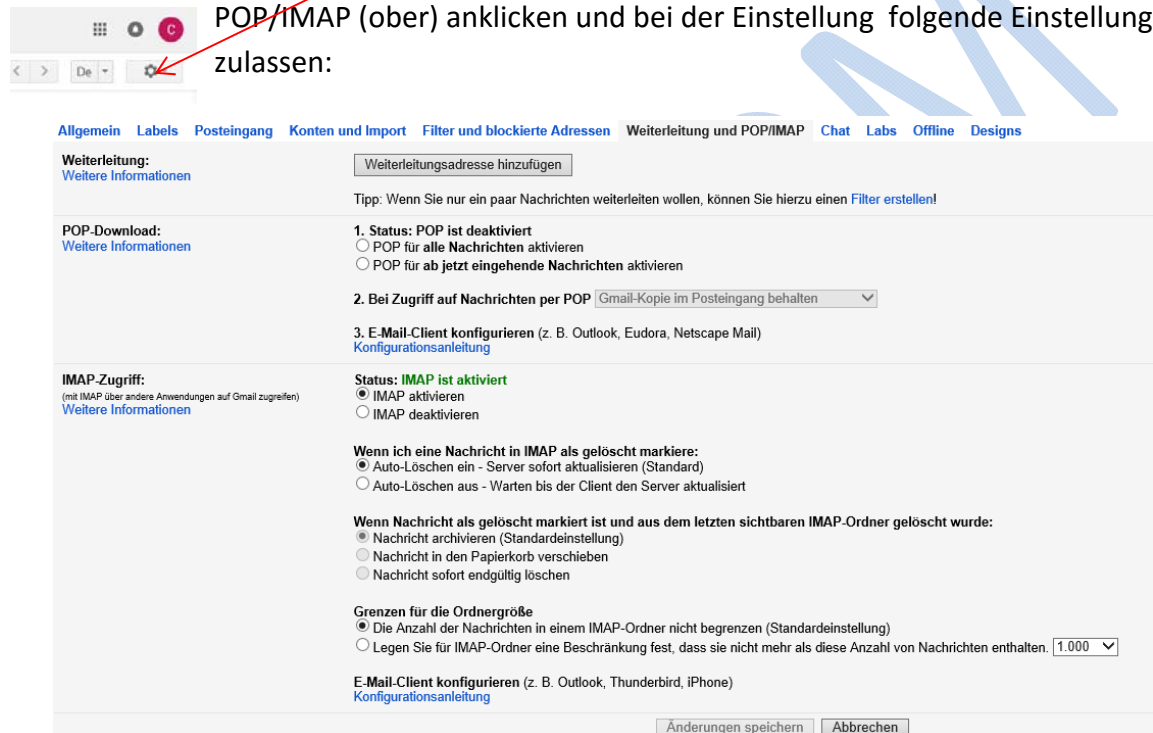 POP/IMAP (ober) anklicken und bei der Einstellung folgende Einstellung
zulassen:
C
De
Allgemein Labels Posteingang Konten und Import Filter und blockierte Adressen Weiterleitung und POP/IMAP Chat Labs Offline Designs
Weiterleitung:
Weitere Informationen
Weiterleitungsadresse hinzufügen
Tipp: Wenn Sie nur ein paar Nachrichten weiterleiten wollen, können Sie hierzu einen Filter erstellen!
POP-Download:
Weitere Informationen
1. Status: POP ist deaktiviert
POP für alle Nachrichten aktivieren
POP für ab jetzt eingehende Nachrichten aktivieren
2. Bei Zugriff auf Nachrichten per POP Gmail-Kopie im Posteingang behalten
3. E-Mail-Client konfigurieren (z. B. Outlook, Eudora, Netscape Mail)
Konfigurationsanleitung
IMAP-Zugriff:
(mit IMAP über andere Anwendungen auf Gmail zugreifen)
Weitere Informationen
Status: IMAP ist aktiviert
IMAP aktivieren
IMAP deaktivieren
Wenn ich eine Nachricht in IMAP als gelöscht markiere:
Auto-Löschen ein - Server sofort aktualisieren (Standard)
Auto-Löschen aus - Warten bis der Client den Server aktualisiert
Wenn Nachricht als gelöscht markiert ist und aus dem letzten sichtbaren IMAP-Ordner gelöscht wurde:
Nachricht archivieren (Standardeinstellung)
Nachricht in den Papierkorb verschieben
Nachricht sofort endgültig löschen
Grenzen für die Ordnergröße
Die Anzahl der Nachrichten in einem IMAP-Ordner nicht begrenzen (Standardeinstellung)
Legen Sie für IMAP-Ordner eine Beschränkung fest, dass sie nicht mehr als diese Anzahl von Nachrichten enthalten. 1.000
E-Mail-Client konfigurieren (z. B. Outlook, Thunderbird, iPhone)
Konfigurationsanleitung
Änderungen speichern Abbrechen